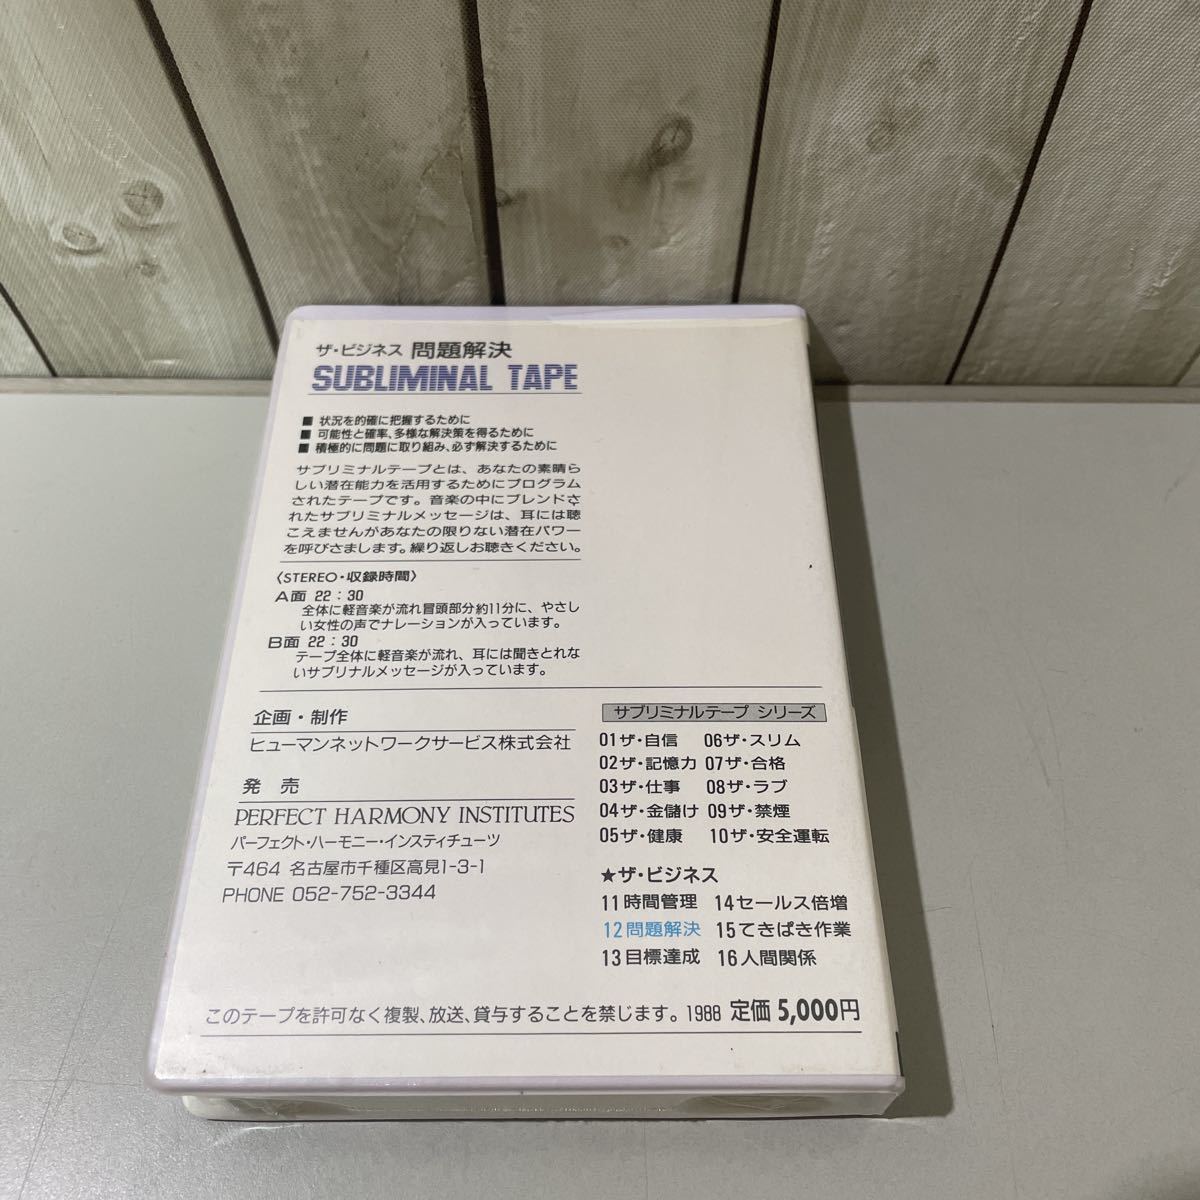 ザ・ビジネス 問題解決
SUBLIMINAL TAPE
■ 状況を的確に把握するために
■ 可能性と確率、多様な解決策を得るために
■ 積極的に問題に取り組み、必ず解決するために
サブリミナルテープとは、あなたの素晴ら
しい潜在能力を活用するためにプログラム
されたテープです。音楽の中にブレンドさ
れたサブリミナルメッセージは、耳には聴
こえませんがあなたの限りない潜在パワー
を呼びさまします。繰り返しお聴きください。
〈STEREO・収録時間〉
A面 22：30
全体に軽音楽が流れ冒頭部分約11分に、やさし
い女性の声でナレーションが入っています。
B面 22：30
テープ全体に軽音楽が流れ、耳には聞きとれな
いサブリナルメッセージが入っています。
企画・制作
ヒューマンネットワークサービス株式会社
発 売
PERFECT HARMONY INSTITUTES
パーフェクト・ハーモニー・インスティチューツ
〒464 名古屋市千種区高見1-3-1
PHONE 052-752-3344
サブリミナルテープ シリーズ
01ザ・自信 06ザ・スリム
02ザ・記憶力 07ザ・合格
03ザ・仕事 08ザ・ラブ
04ザ・金儲け 09ザ・禁煙
05ザ・健康 10ザ・安全運転
★ザ・ビジネス
11時間管理 14セールス倍増
12問題解決 15てきぱき作業
13目標達成 16人間関係
このテープを許可なく複製、放送、貸与することを禁じます。1988 定価 5,000円